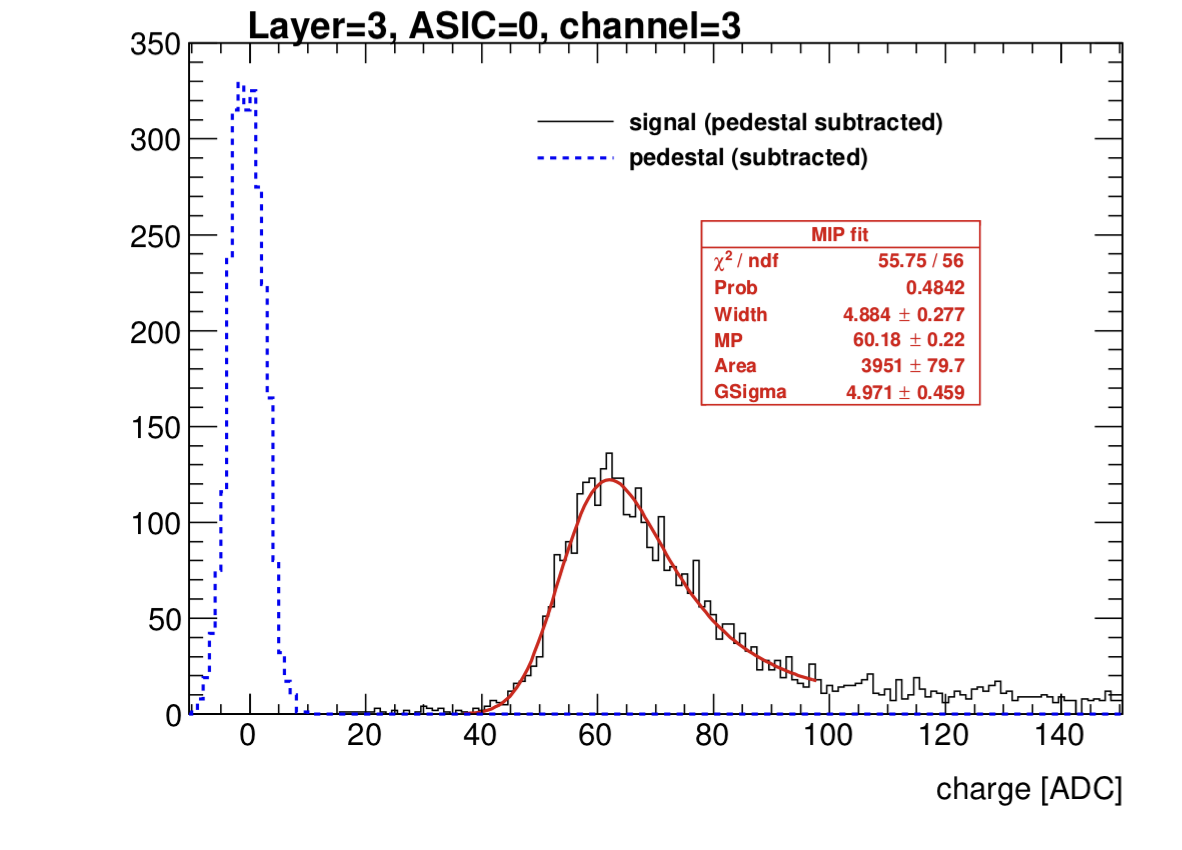 Layer=3, ASIC=0, channel=3
350
300
250
200
150
100
50
0
signal (pedestal subtracted)
pedestal (subtracted)
MIP fit
χ² / ndf 55.75 / 56
Prob 0.4842
Width 4.884 ± 0.277
MP 60.18 ± 0.22
Area 3951 ± 79.7
GSigma 4.971 ± 0.459
0 20 40 60 80 100 120 140
charge [ADC]